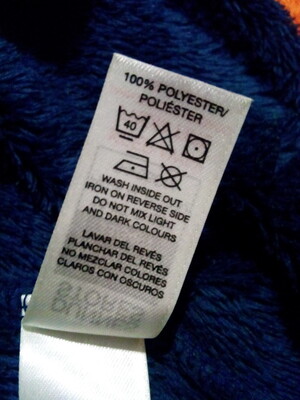 100% POLYESTER/
POLIÉSTER
40
WASH INSIDE OUT
IRON ON REVERSE SIDE
DO NOT MIX LIGHT
AND DARK COLOURS
LAVAR DEL REVÉS
PLANCHAR DEL REVÉS
NO MEZCLAR COLORES
CLAROS CON OSCUROS